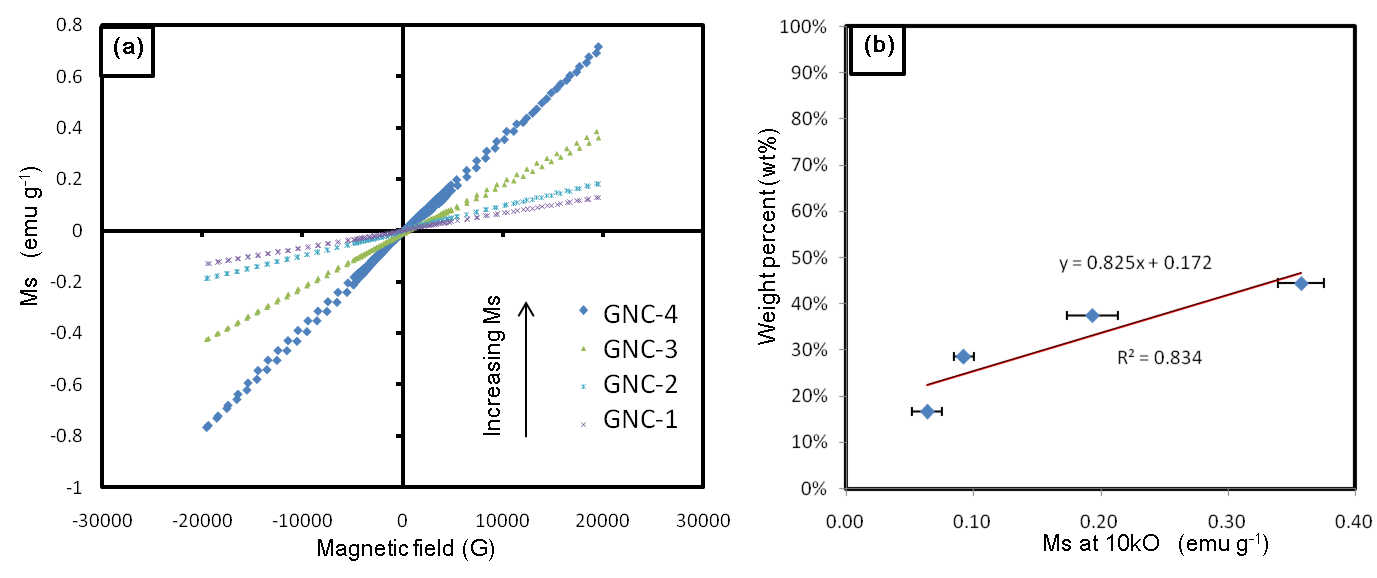 (a)
0.8
0.6
0.4
0.2
0
-0.2
-0.4
-0.6
-0.8
-1
Ms (emu g-1)
-30000 -20000 -10000 0 10000 20000 30000
Magnetic field (G)
Increasing Ms
GNC-4
GNC-3
GNC-2
GNC-1
(b)
100%
90%
80%
70%
60%
50%
40%
30%
20%
10%
0%
Weight percent (wt%)
y = 0.825x + 0.172
R² = 0.834
0.00 0.10 0.20 0.30 0.40
Ms at 10kO (emu g-1)